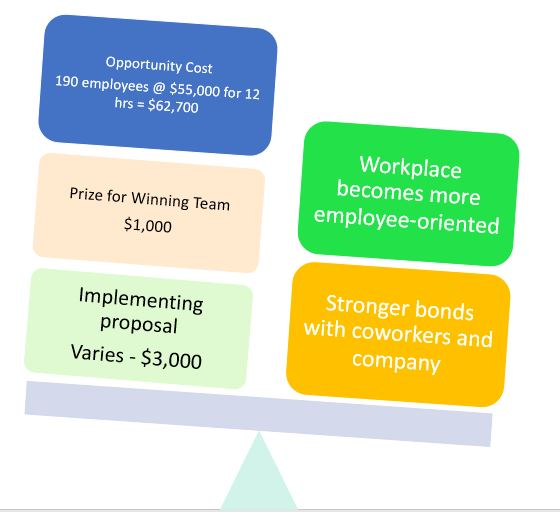 Opportunity Cost
190 employees @ $55,000 for 12
hrs = $62,700
Prize for Winning Team
$1,000
Implementing
proposal
Varies - $3,000
Workplace
becomes more
employee-oriented
Stronger bonds
with coworkers and
company